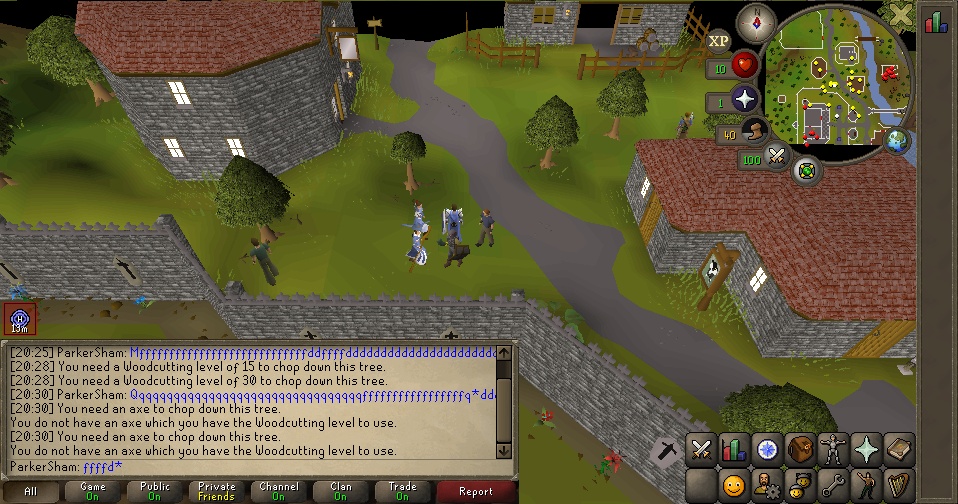 XP
10
1
40
100
13m
[20:25] ParkerSham:
[20:28] You need a Woodcutting level of 15 to chop down this tree.
[20:28] You need a Woodcutting level of 30 to chop down this tree.
[20:30] ParkerSham:
[20:30] You need an axe to chop down this tree.
You do not have an axe which you have the Woodcutting level to use.
[20:30] You need an axe to chop down this tree.
You do not have an axe which you have the Woodcutting level to use.
ParkerSham: ffffd*
All Game Public Private Channel Clan Trade Report
On On Friends On On On